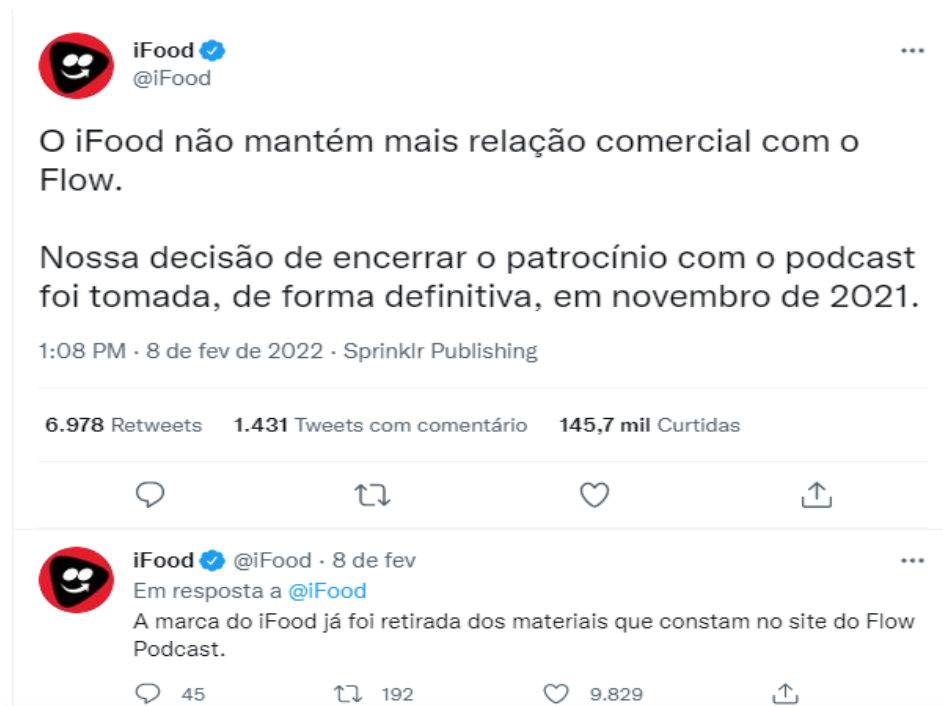 iFood
@iFood
O iFood não mantém mais relação comercial com o
Flow.
Nossa decisão de encerrar o patrocínio com o podcast
foi tomada, de forma definitiva, em novembro de 2021.
1:08 PM · 8 de fev de 2022 · Sprinklr Publishing
6.978 Retweets 1.431 Tweets com comentário 145,7 mil Curtidas
iFood @iFood · 8 de fev
Em resposta a @iFood
A marca do iFood já foi retirada dos materiais que constam no site do Flow
Podcast.
45 192 9.829